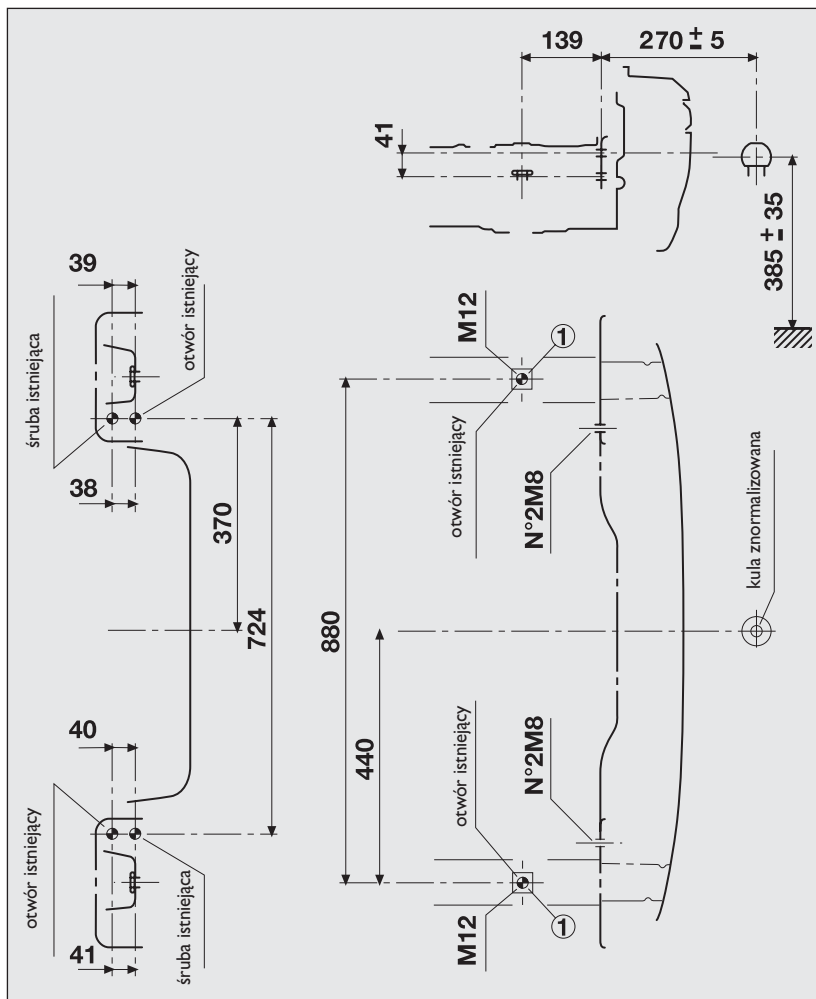 139
270 ± 5
41
385 ± 35
39
śruba istniejąca
otwór istniejący
38
370
724
40
otwór istniejący
śruba istniejąca
41
M12
1
otwór istniejący
N°2M8
880
440
kula znormalizowana
otwór istniejący
N°2M8
M12
1